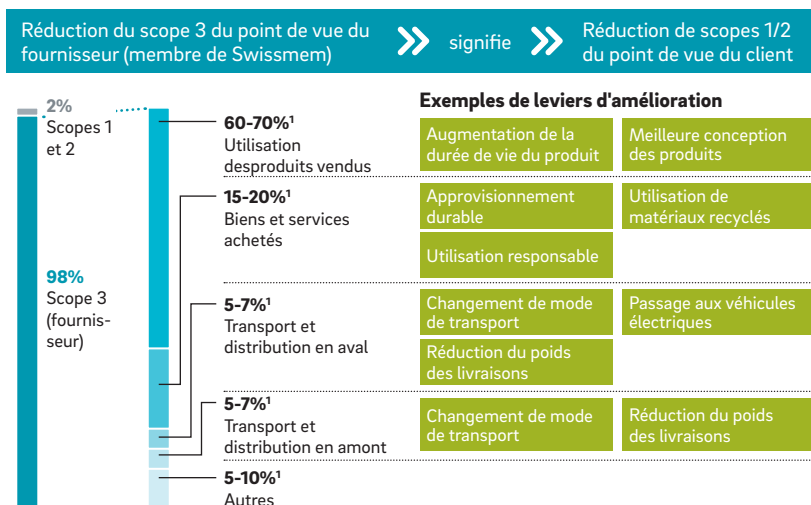 Réduction du scope 3 du point de vue du
fournisseur (membre de Swissmem)
signifie
Réduction de scopes 1/2
du point de vue du client
2%
Scopes 1
et 2
98%
Scope 3
(fournis-
seur)
60-70%¹
Utilisation
desproduits vendus
15-20%¹
Biens et services
achetés
5-7%¹
Transport et
distribution en aval
5-7%¹
Transport et
distribution en amont
5-10%¹
Autres
Exemples de leviers d'amélioration
Augmentation de la
durée de vie du produit
Meilleure conception
des produits
Approvisionnement
durable
Utilisation de
matériaux recyclés
Utilisation responsable
Changement de mode
de transport
Passage aux véhicules
électriques
Réduction du poids
des livraisons
Changement de mode
de transport
Réduction du poids
des livraisons